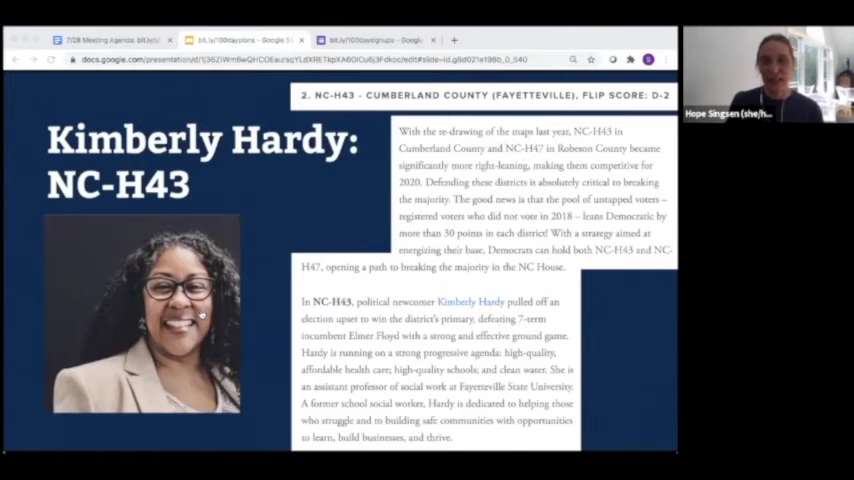 7/28 Meeting Agenda: bit.ly/s
bit.ly/100dayplans - Google Sl
bit.ly/100daysignups - Google
docs.google.com/presentation/d/
2. NC-H43 - CUMBERLAND COUNTY (FAYETTEVILLE), FLIP SCORE: D-2
Kimberly Hardy:
NC-H43
With the re-drawing of the maps last year, NC-H43 in
Cumberland County and NC-H47 in Robeson County became
significantly more right-leaning, making them competitive for
2020. Defending these districts is absolutely critical to breaking
the majority. The good news is that the pool of untapped voters –
registered voters who did not vote in 2018 – leans Democratic by
more than 30 points in each district! With a strategy aimed at
energizing their base, Democrats can hold both NC-H43 and NC-
H47, opening a path to breaking the majority in the NC House.
In NC-H43, political newcomer Kimberly Hardy pulled off an
election upset to win the district's primary, defeating 7-term
incumbent Elmer Floyd with a strong and effective ground game.
Hardy is running on a strong progressive agenda: high-quality,
affordable health care; high-quality schools; and clean water. She is
an assistant professor of social work at Fayetteville State University.
A former school social worker, Hardy is dedicated to helping those
who struggle and to building safe communities with opportunities
to learn, build businesses, and thrive.
Hope Singsen (she/h...